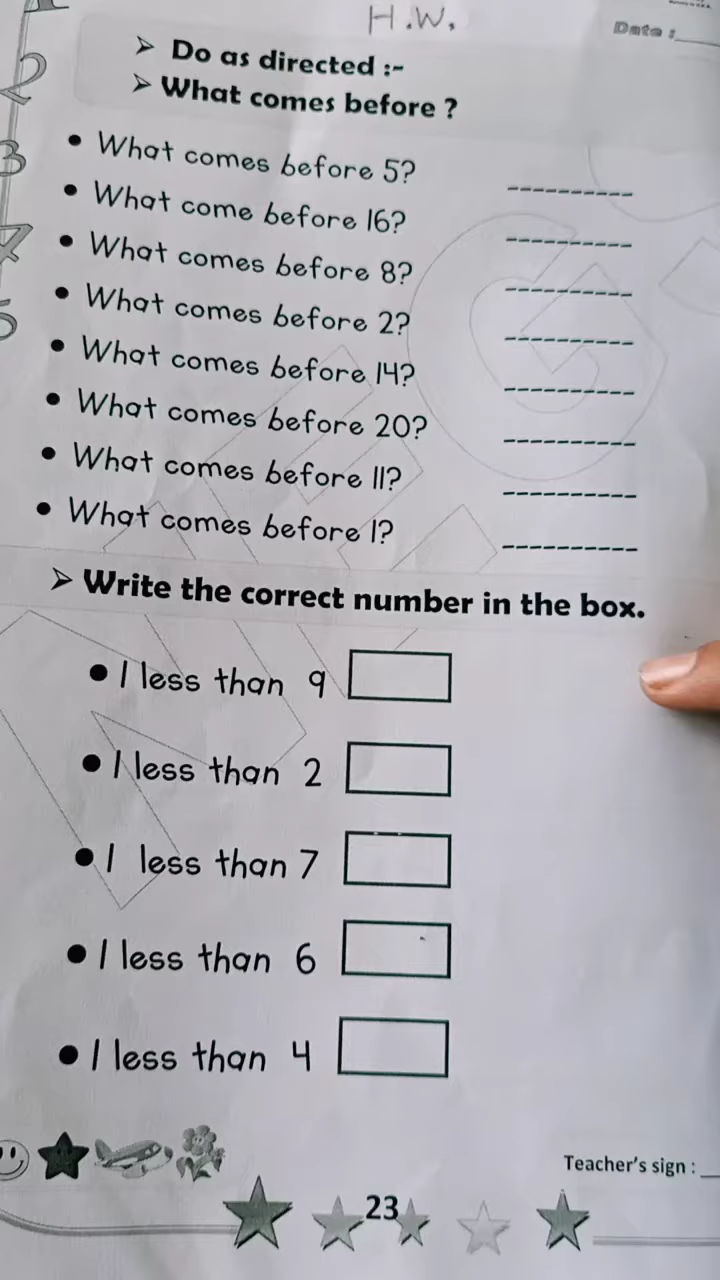 H.W.
Date :
➤ Do as directed :-
➤ What comes before ?
• What comes before 5? ----------
• What come before 16? ----------
• What comes before 8? ----------
• What comes before 2? ----------
• What comes before 14? ----------
• What comes before 20? ----------
• What comes before 11? ----------
• What comes before 1? ----------
➤ Write the correct number in the box.
• 1 less than 9
• 1 less than 2
• 1 less than 7
• 1 less than 6
• 1 less than 4
Teacher's sign : _
23